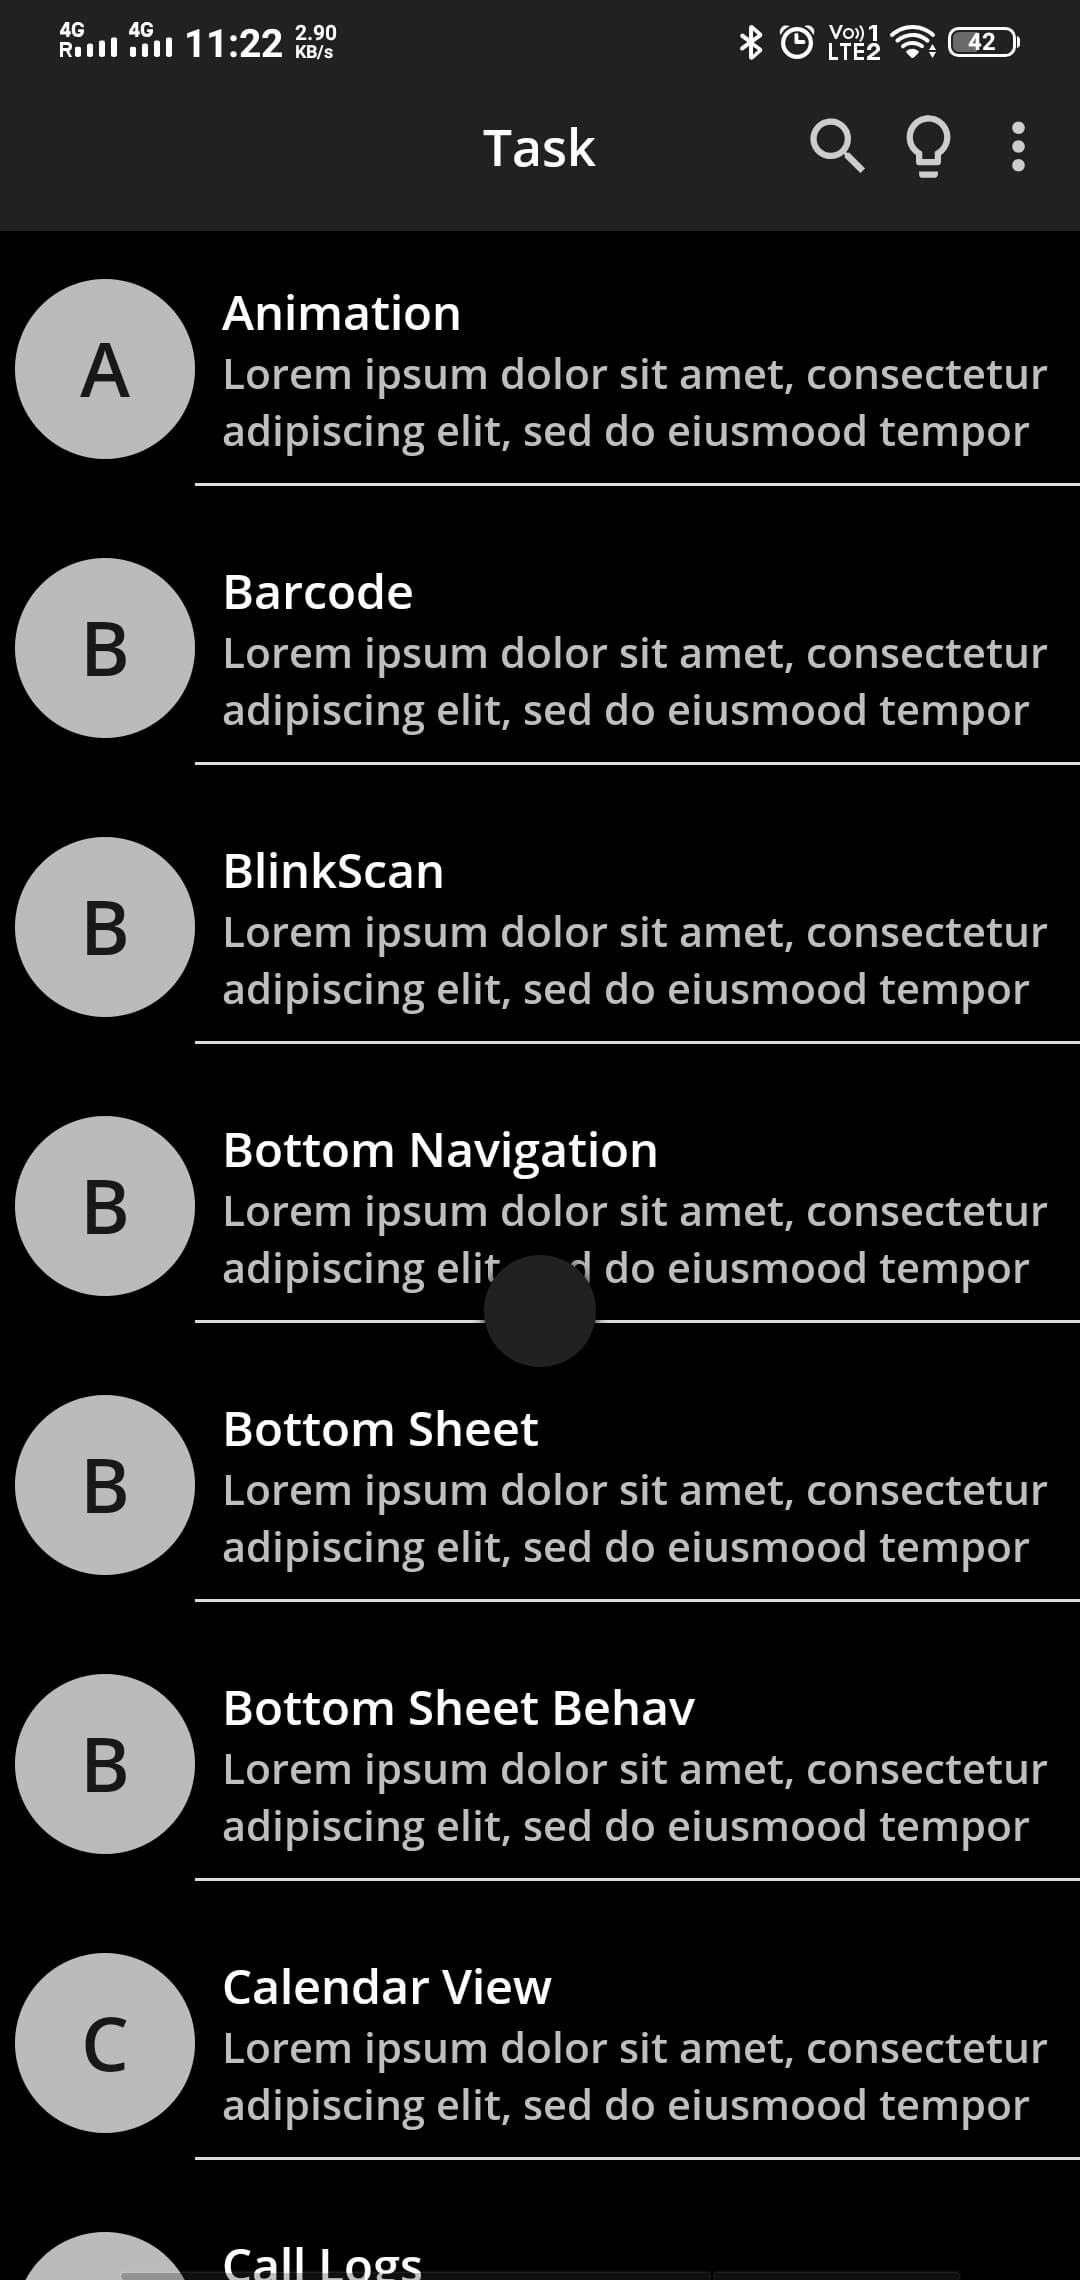 4G 4G 11:22 2.90 Vo)) 1 42
R KB/s LTE2
Task
A Animation
Lorem ipsum dolor sit amet, consectetur
adipiscing elit, sed do eiusmood tempor
B Barcode
Lorem ipsum dolor sit amet, consectetur
adipiscing elit, sed do eiusmood tempor
B BlinkScan
Lorem ipsum dolor sit amet, consectetur
adipiscing elit, sed do eiusmood tempor
B Bottom Navigation
Lorem ipsum dolor sit amet, consectetur
adipiscing elit do eiusmood tempor
B Bottom Sheet
Lorem ipsum dolor sit amet, consectetur
adipiscing elit, sed do eiusmood tempor
B Bottom Sheet Behav
Lorem ipsum dolor sit amet, consectetur
adipiscing elit, sed do eiusmood tempor
C Calendar View
Lorem ipsum dolor sit amet, consectetur
adipiscing elit, sed do eiusmood tempor
Call Logs